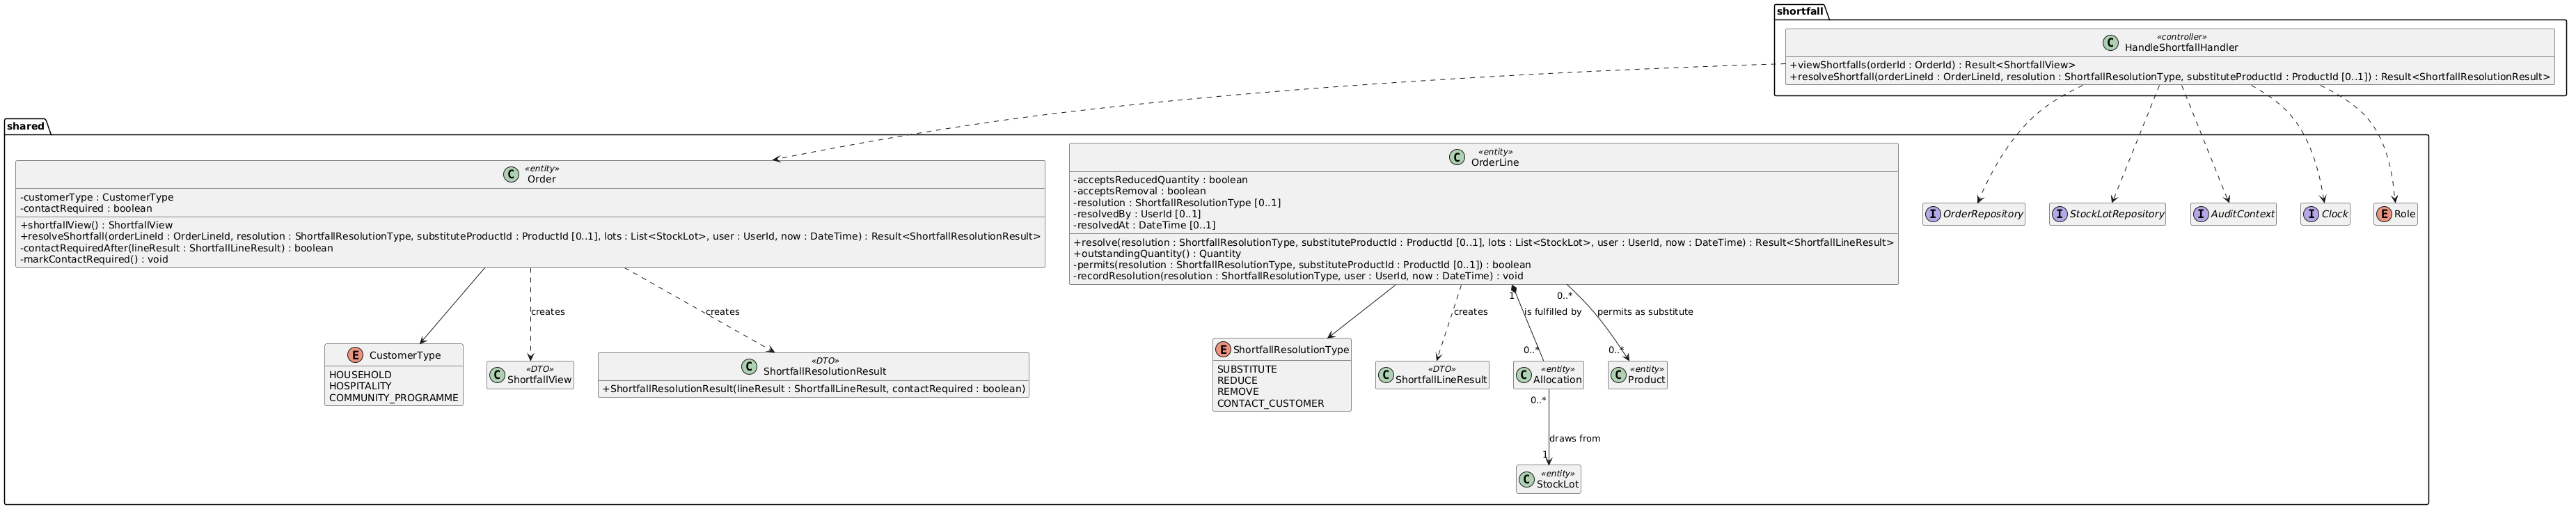 shortfall
C
«controller»
HandleShortfallHandler
+viewShortfalls(orderId : OrderId) : Result<ShortfallView>
+resolveShortfall(orderLineId : OrderLineId, resolution : ShortfallResolutionType, substituteProductId : ProductId [0..1]) : Result<ShortfallResolutionResult>
shared
C
«entity»
Order
-customerType : CustomerType
-contactRequired : boolean
+shortfallView() : ShortfallView
+resolveShortfall(orderLineId : OrderLineId, resolution : ShortfallResolutionType, substituteProductId : ProductId [0..1], lots : List<StockLot>, user : UserId, now : DateTime) : Result<ShortfallResolutionResult>
-contactRequiredAfter(lineResult : ShortfallLineResult) : boolean
-markContactRequired() : void
C
«entity»
OrderLine
-acceptsReducedQuantity : boolean
-acceptsRemoval : boolean
-resolution : ShortfallResolutionType [0..1]
-resolvedBy : UserId [0..1]
-resolvedAt : DateTime [0..1]
+resolve(resolution : ShortfallResolutionType, substituteProductId : ProductId [0..1], lots : List<StockLot>, user : UserId, now : DateTime) : Result<ShortfallLineResult>
+outstandingQuantity() : Quantity
-permits(resolution : ShortfallResolutionType, substituteProductId : ProductId [0..1]) : boolean
-recordResolution(resolution : ShortfallResolutionType, user : UserId, now : DateTime) : void
I OrderRepository
I StockLotRepository
I AuditContext
I Clock
E Role
creates
creates
creates
1
is fulfilled by
0..*
0..*
permits as substitute
0..*
E CustomerType
HOUSEHOLD
HOSPITALITY
COMMUNITY_PROGRAMME
C
«DTO»
ShortfallView
C
«DTO»
ShortfallResolutionResult
+ShortfallResolutionResult(lineResult : ShortfallLineResult, contactRequired : boolean)
E ShortfallResolutionType
SUBSTITUTE
REDUCE
REMOVE
CONTACT_CUSTOMER
C
«DTO»
ShortfallLineResult
C
«entity»
Allocation
C
«entity»
Product
0..*
draws from
1
C
«entity»
StockLot